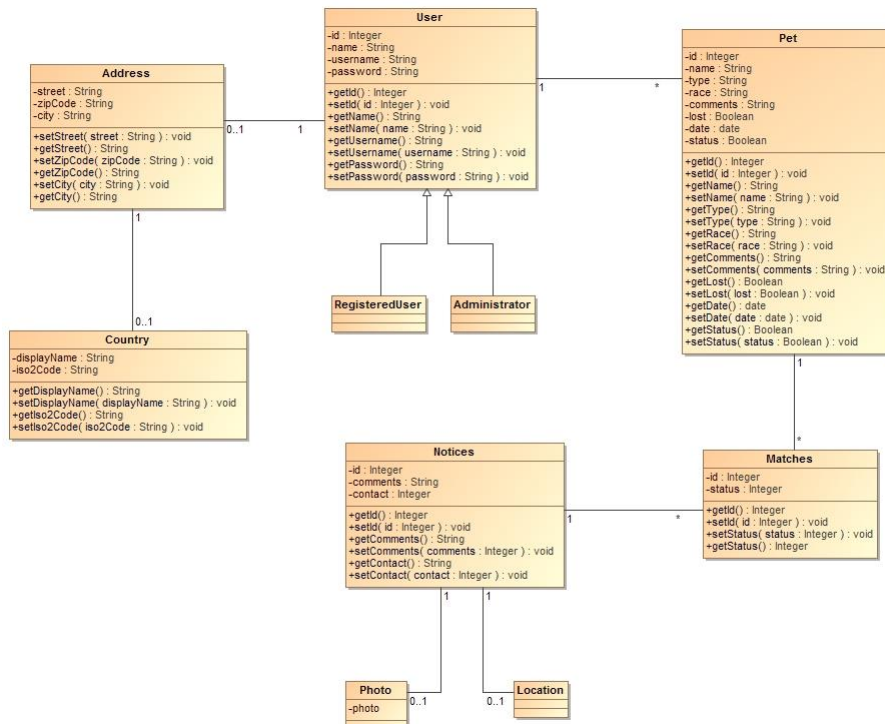 User
-id : Integer
-name : String
-username : String
-password : String
+getId() : Integer
+setId( id : Integer ) : void
+getName() : String
+setName( name : String ) : void
+getUsername() : String
+setUsername( username : String ) : void
+getPassword() : String
+setPassword( password : String ) : void
1
*
Pet
-id : Integer
-name : String
-type : String
-race : String
-comments : String
-lost : Boolean
-date : date
-status : Boolean
+getId() : Integer
+setId( id : Integer ) : void
+getName() : String
+setName( name : String ) : void
+getType() : String
+setType( type : String ) : void
+getRace() : String
+setRace( race : String ) : void
+getComments() : String
+setComments( comments : String ) : void
+getLost() : Boolean
+setLost( lost : Boolean ) : void
+getDate() : date
+setDate( date : date ) : void
+getStatus() : Boolean
+setStatus( status : Boolean ) : void
Address
-street : String
-zipCode : String
-city : String
+setStreet( street : String ) : void
+getStreet() : String
+setZipCode( zipCode : String ) : void
+getZipCode() : String
+setCity( city : String ) : void
+getCity() : String
0..1
1
1
0..1
RegisteredUser
Administrator
Country
-displayName : String
-iso2Code : String
+getDisplayName() : String
+setDisplayName( displayName : String ) : void
+getIso2Code() : String
+setIso2Code( iso2Code : String ) : void
1
*
Notices
-id : Integer
-comments : String
-contact : Integer
+getId() : Integer
+setId( id : Integer ) : void
+getComments() : String
+setComments( comments : Integer ) : void
+getContact() : String
+setContact( contact : Integer ) : void
1
*
Matches
-id : Integer
-status : Integer
+getId() : Integer
+setId( id : Integer ) : void
+setStatus( status : Integer ) : void
+getStatus() : Integer
1
1
0..1
0..1
Photo
-photo
Location